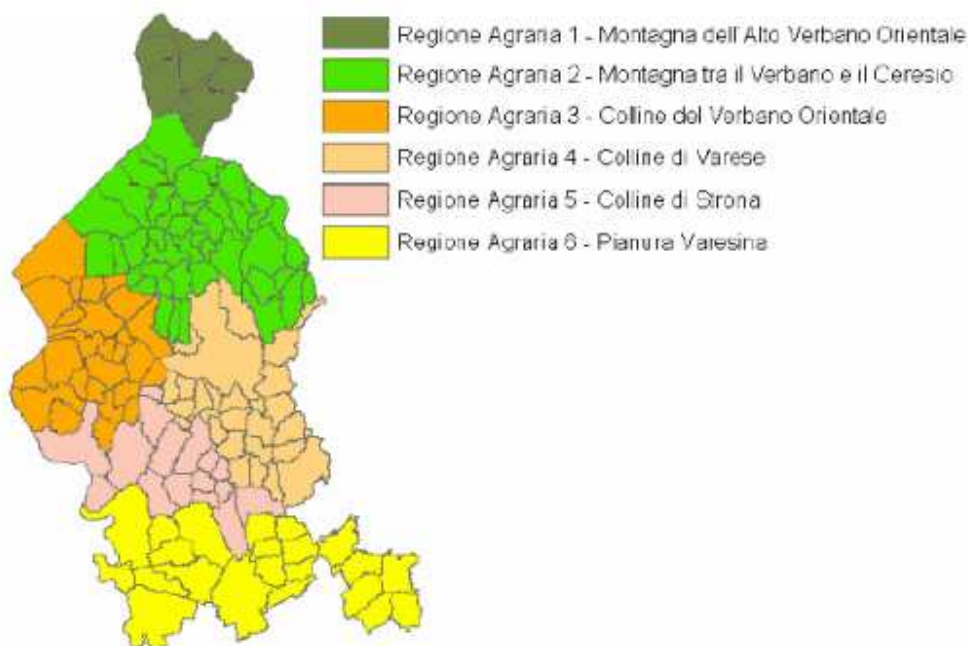 Regione Agraria 1 - Montagna dell'Alto Verbano Orientale
Regione Agraria 2 - Montagna tra il Verbano e il Ceresio
Regione Agraria 3 - Colline del Verbano Orientale
Regione Agraria 4 - Colline di Varese
Regione Agraria 5 - Colline di Strona
Regione Agraria 6 - Pianura Varesina